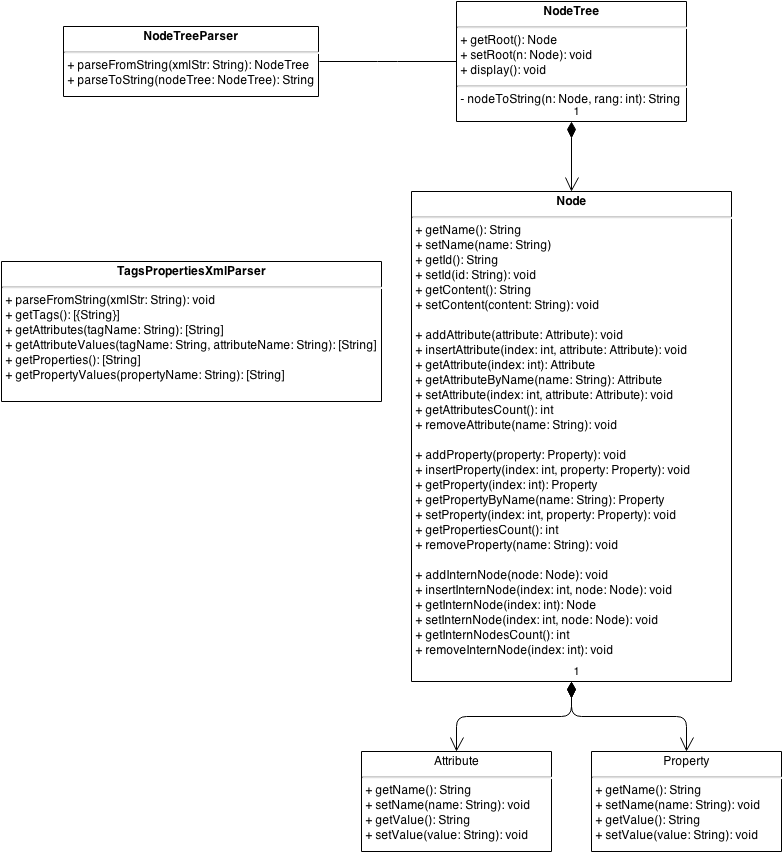 NodeTreeParser
+ parseFromString(xmlStr: String): NodeTree
+ parseToString(nodeTree: NodeTree): String
NodeTree
+ getRoot(): Node
+ setRoot(n: Node): void
+ display(): void
- nodeToString(n: Node, rang: int): String
1
TagsPropertiesXmlParser
+ parseFromString(xmlStr: String): void
+ getTags(): [{String}]
+ getAttributes(tagName: String): [String]
+ getAttributeValues(tagName: String, attributeName: String): [String]
+ getProperties(): [String]
+ getPropertyValues(propertyName: String): [String]
Node
+ getName(): String
+ setName(name: String)
+ getId(): String
+ setId(id: String): void
+ getContent(): String
+ setContent(content: String): void
+ addAttribute(attribute: Attribute): void
+ insertAttribute(index: int, attribute: Attribute): void
+ getAttribute(index: int): Attribute
+ getAttributeByName(name: String): Attribute
+ setAttribute(index: int, attribute: Attribute): void
+ getAttributesCount(): int
+ removeAttribute(name: String): void
+ addProperty(property: Property): void
+ insertProperty(index: int, property: Property): void
+ getProperty(index: int): Property
+ getPropertyByName(name: String): Property
+ setProperty(index: int, property: Property): void
+ getPropertiesCount(): int
+ removeProperty(name: String): void
+ addInternNode(node: Node): void
+ insertInternNode(index: int, node: Node): void
+ getInternNode(index: int): Node
+ setInternNode(index: int, node: Node): void
+ getInternNodesCount(): int
+ removeInternNode(index: int): void
1
Attribute
+ getName(): String
+ setName(name: String): void
+ getValue(): String
+ setValue(value: String): void
Property
+ getName(): String
+ setName(name: String): void
+ getValue(): String
+ setValue(value: String): void